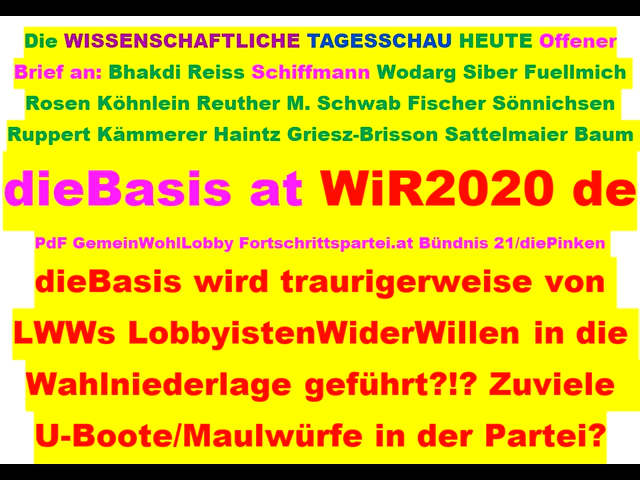 Die WISSENSCHAFTLICHE TAGESSCHAU HEUTE Offener
Brief an: Bhakdi Reiss Schiffmann Wodarg Siber Fuellmich
Rosen Köhnlein Reuther M. Schwab Fischer Sönnichsen
Ruppert Kämmerer Haintz Griesz-Brisson Sattelmaier Baum
dieBasis at WiR2020 de
PdF GemeinWohlLobby Fortschrittspartei.at Bündnis 21/diePinken
dieBasis wird traurigerweise von
LWWs LobbyistenWiderWillen in die
Wahlniederlage geführt?!? Zuviele
U-Boote/Maulwürfe in der Partei?